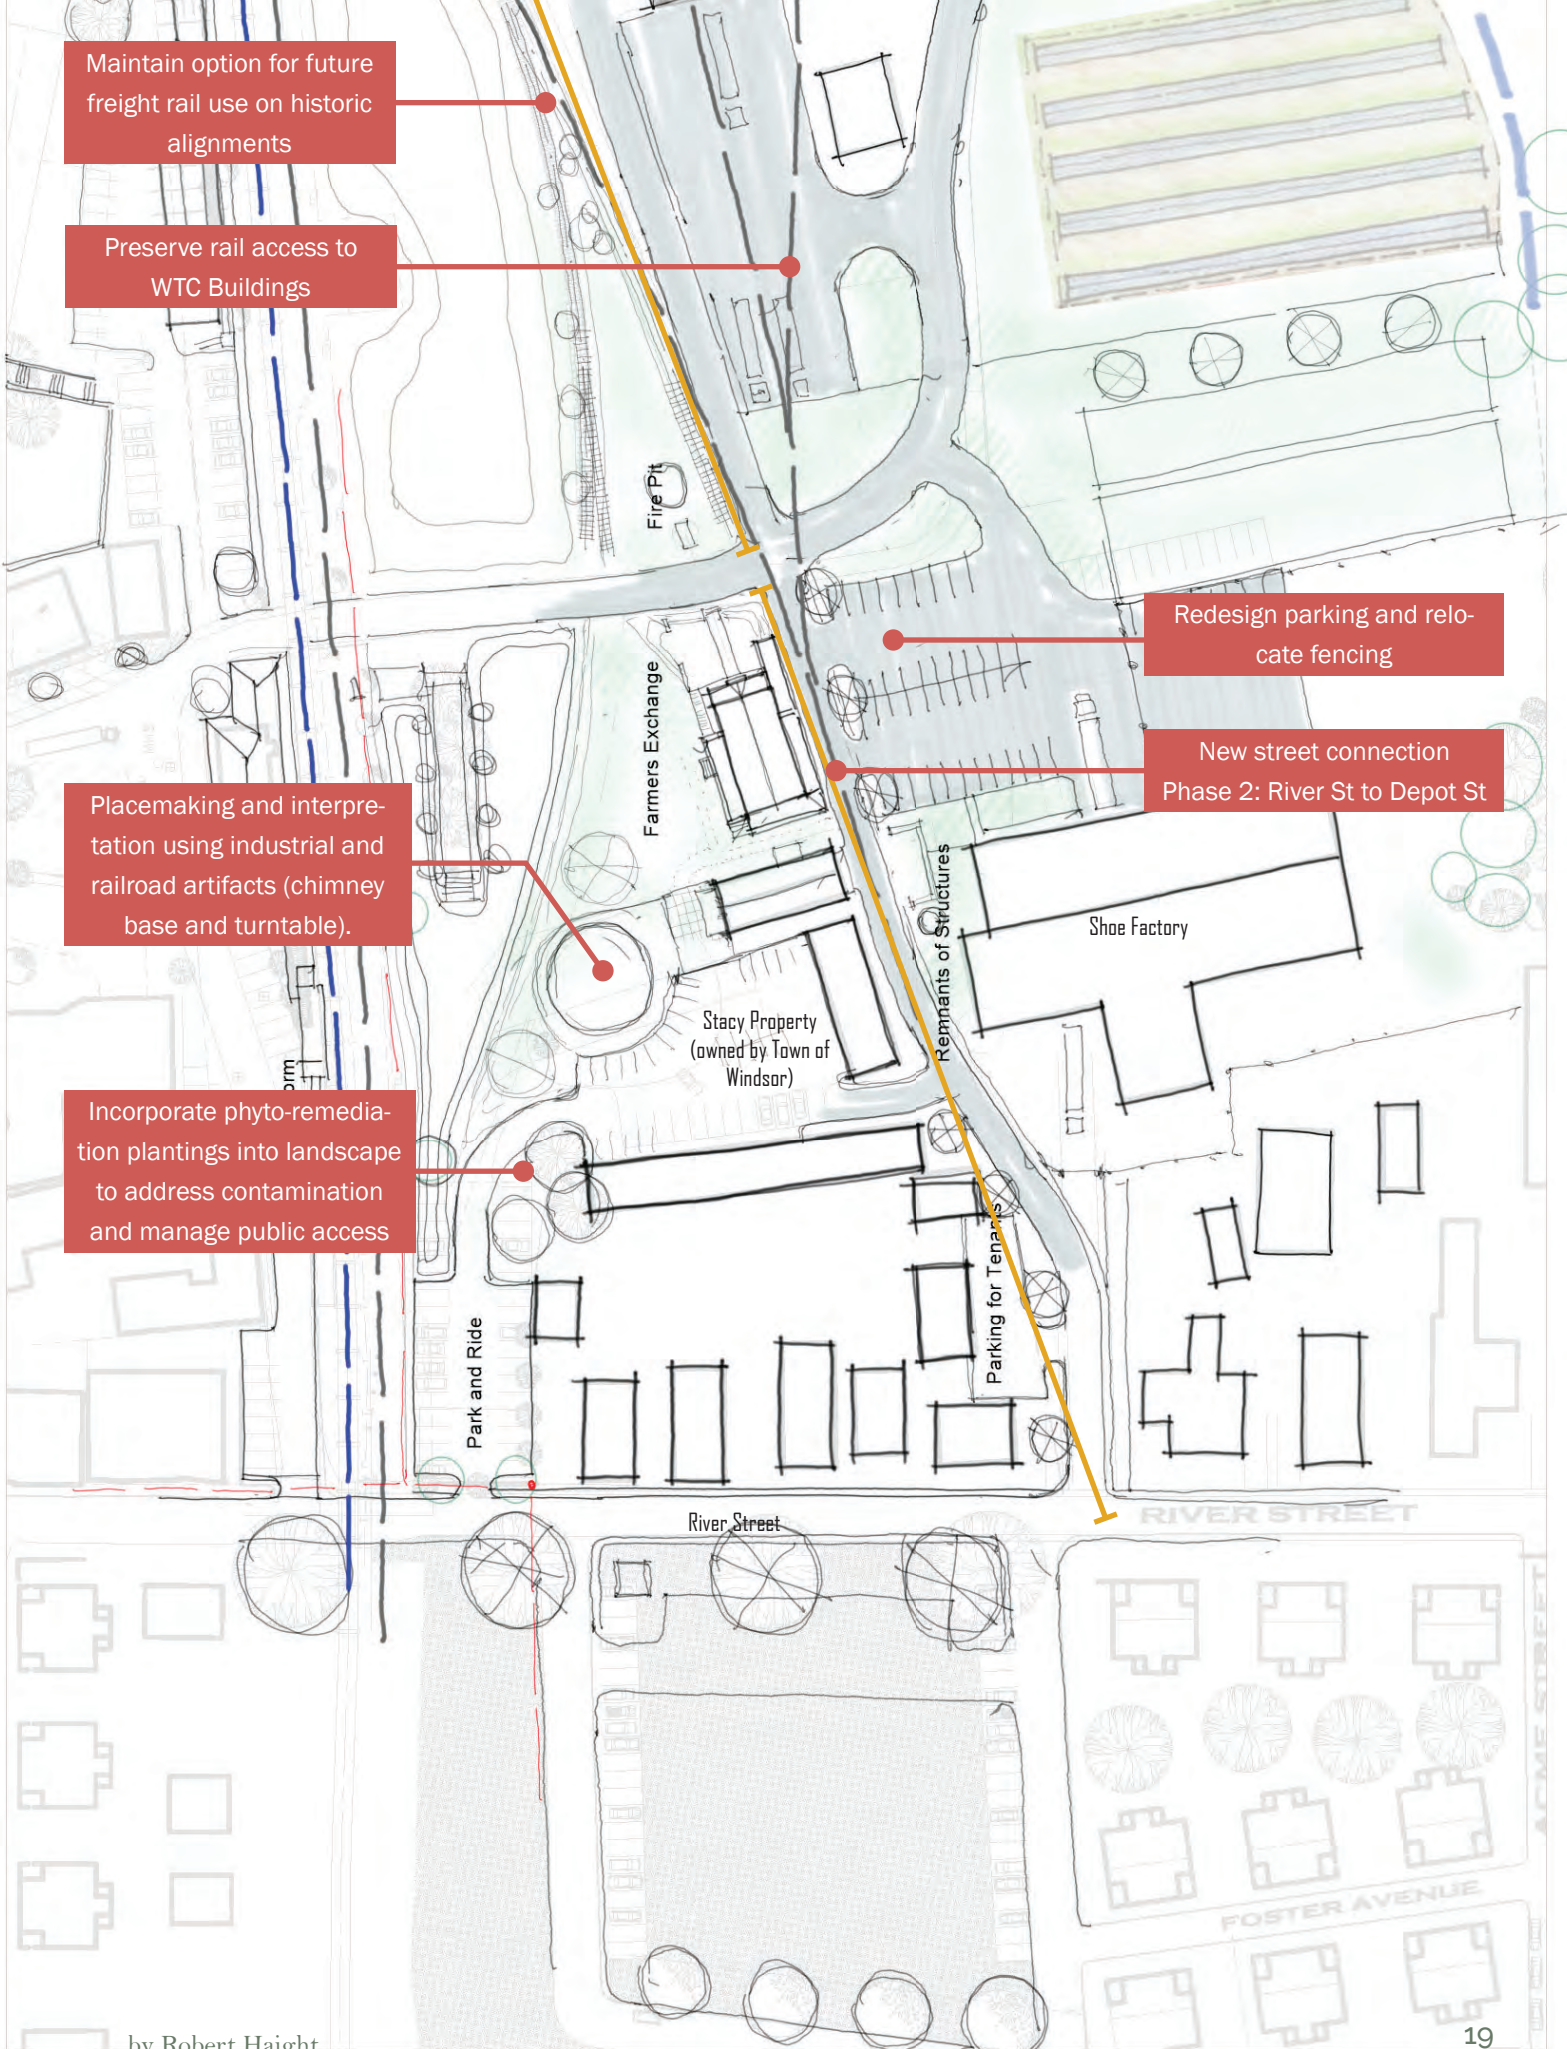 Maintain option for future
freight rail use on historic
alignments
Preserve rail access to
WTC Buildings
Fire Pit
Redesign parking and relo-
cate fencing
Farmers Exchange
New street connection
Phase 2: River St to Depot St
Placemaking and interpre-
tation using industrial and
railroad artifacts (chimney
base and turntable).
Remnants of Structures
Shoe Factory
Stacy Property
(owned by Town of
Windsor)
orm
Incorporate phyto-remedia-
tion plantings into landscape
to address contamination
and manage public access
Parking for Tenants
Park and Ride
River Street
RIVER STREET
ACME STREET
FOSTER AVENUE
by Robert Haight
19